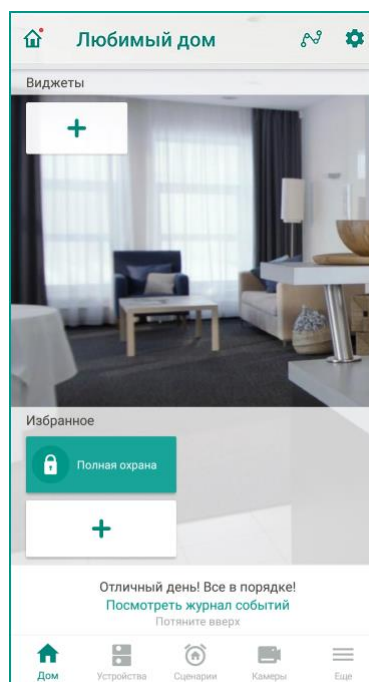 Любимый дом
Виджеты
Избранное
Полная охрана
Отличный день! Все в порядке!
Посмотреть журнал событий
Потяните вверх
Дом
Устройства
Сценарии
Камеры
Еще